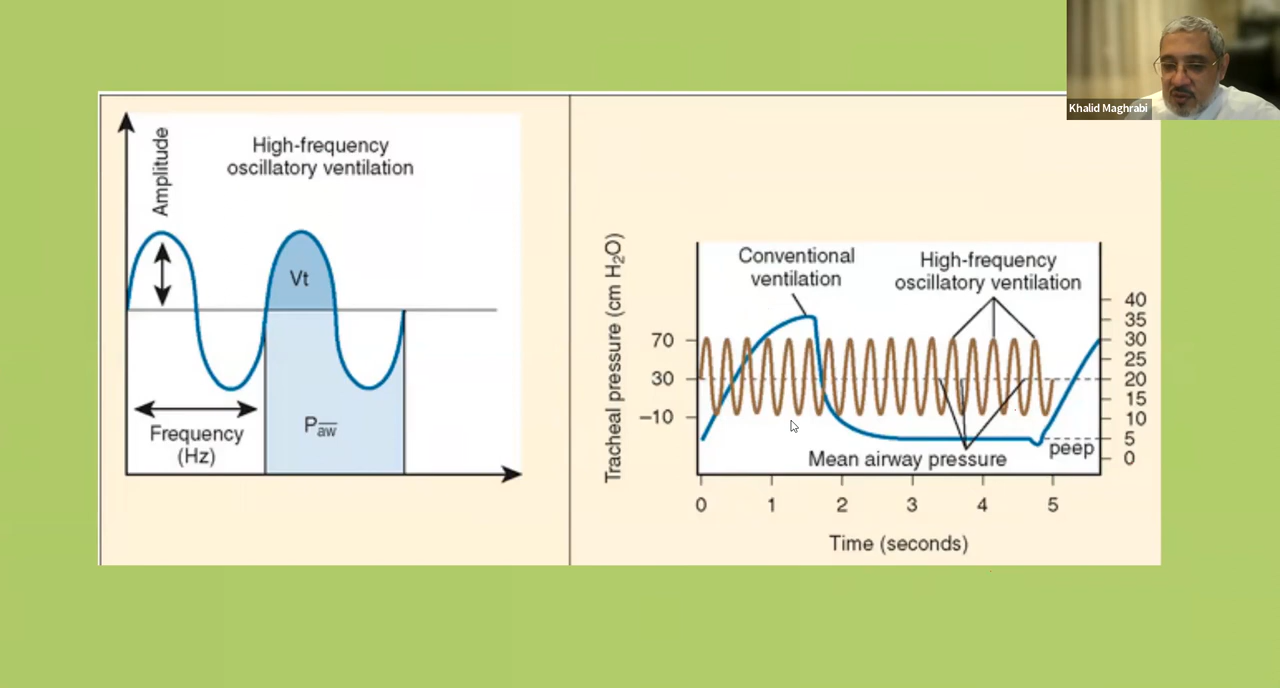 Khalid Maghrabi
Amplitude
High-frequency
oscillatory ventilation
Vt
Frequency
(Hz)
Paw
Tracheal pressure (cm H₂O)
Conventional
ventilation
High-frequency
oscillatory ventilation
70
30
−10
40
35
30
25
20
15
10
5
0
Mean airway pressure
peep
0 1 2 3 4 5
Time (seconds)